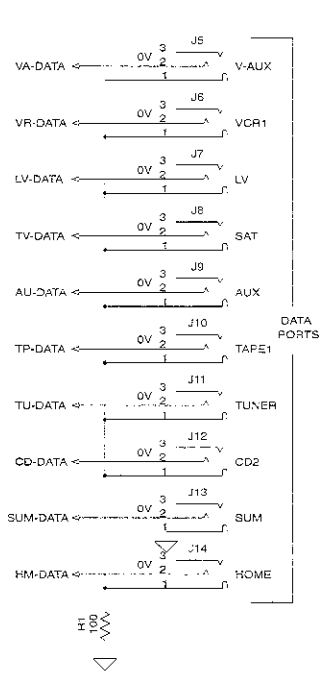 J5
3
0V 2
VA-DATA V-AUX
1
J6
3
0V 2
VR-DATA VCR1
1
J7
3
0V 2
LV-DATA LV
1
J8
3
0V 2
TV-DATA SAT
1
J9
3
0V 2
AU-DATA AUX
1
DATA
PORTS
J10
3
0V 2
TP-DATA TAPE1
1
J11
3
0V 2
TU-DATA TUNER
1
J12
3
0V 2
CD-DATA CD2
1
J13
3
0V 2
SUM-DATA SUM
1
J14
3
0V 2
HM-DATA HOME
1
R1
100